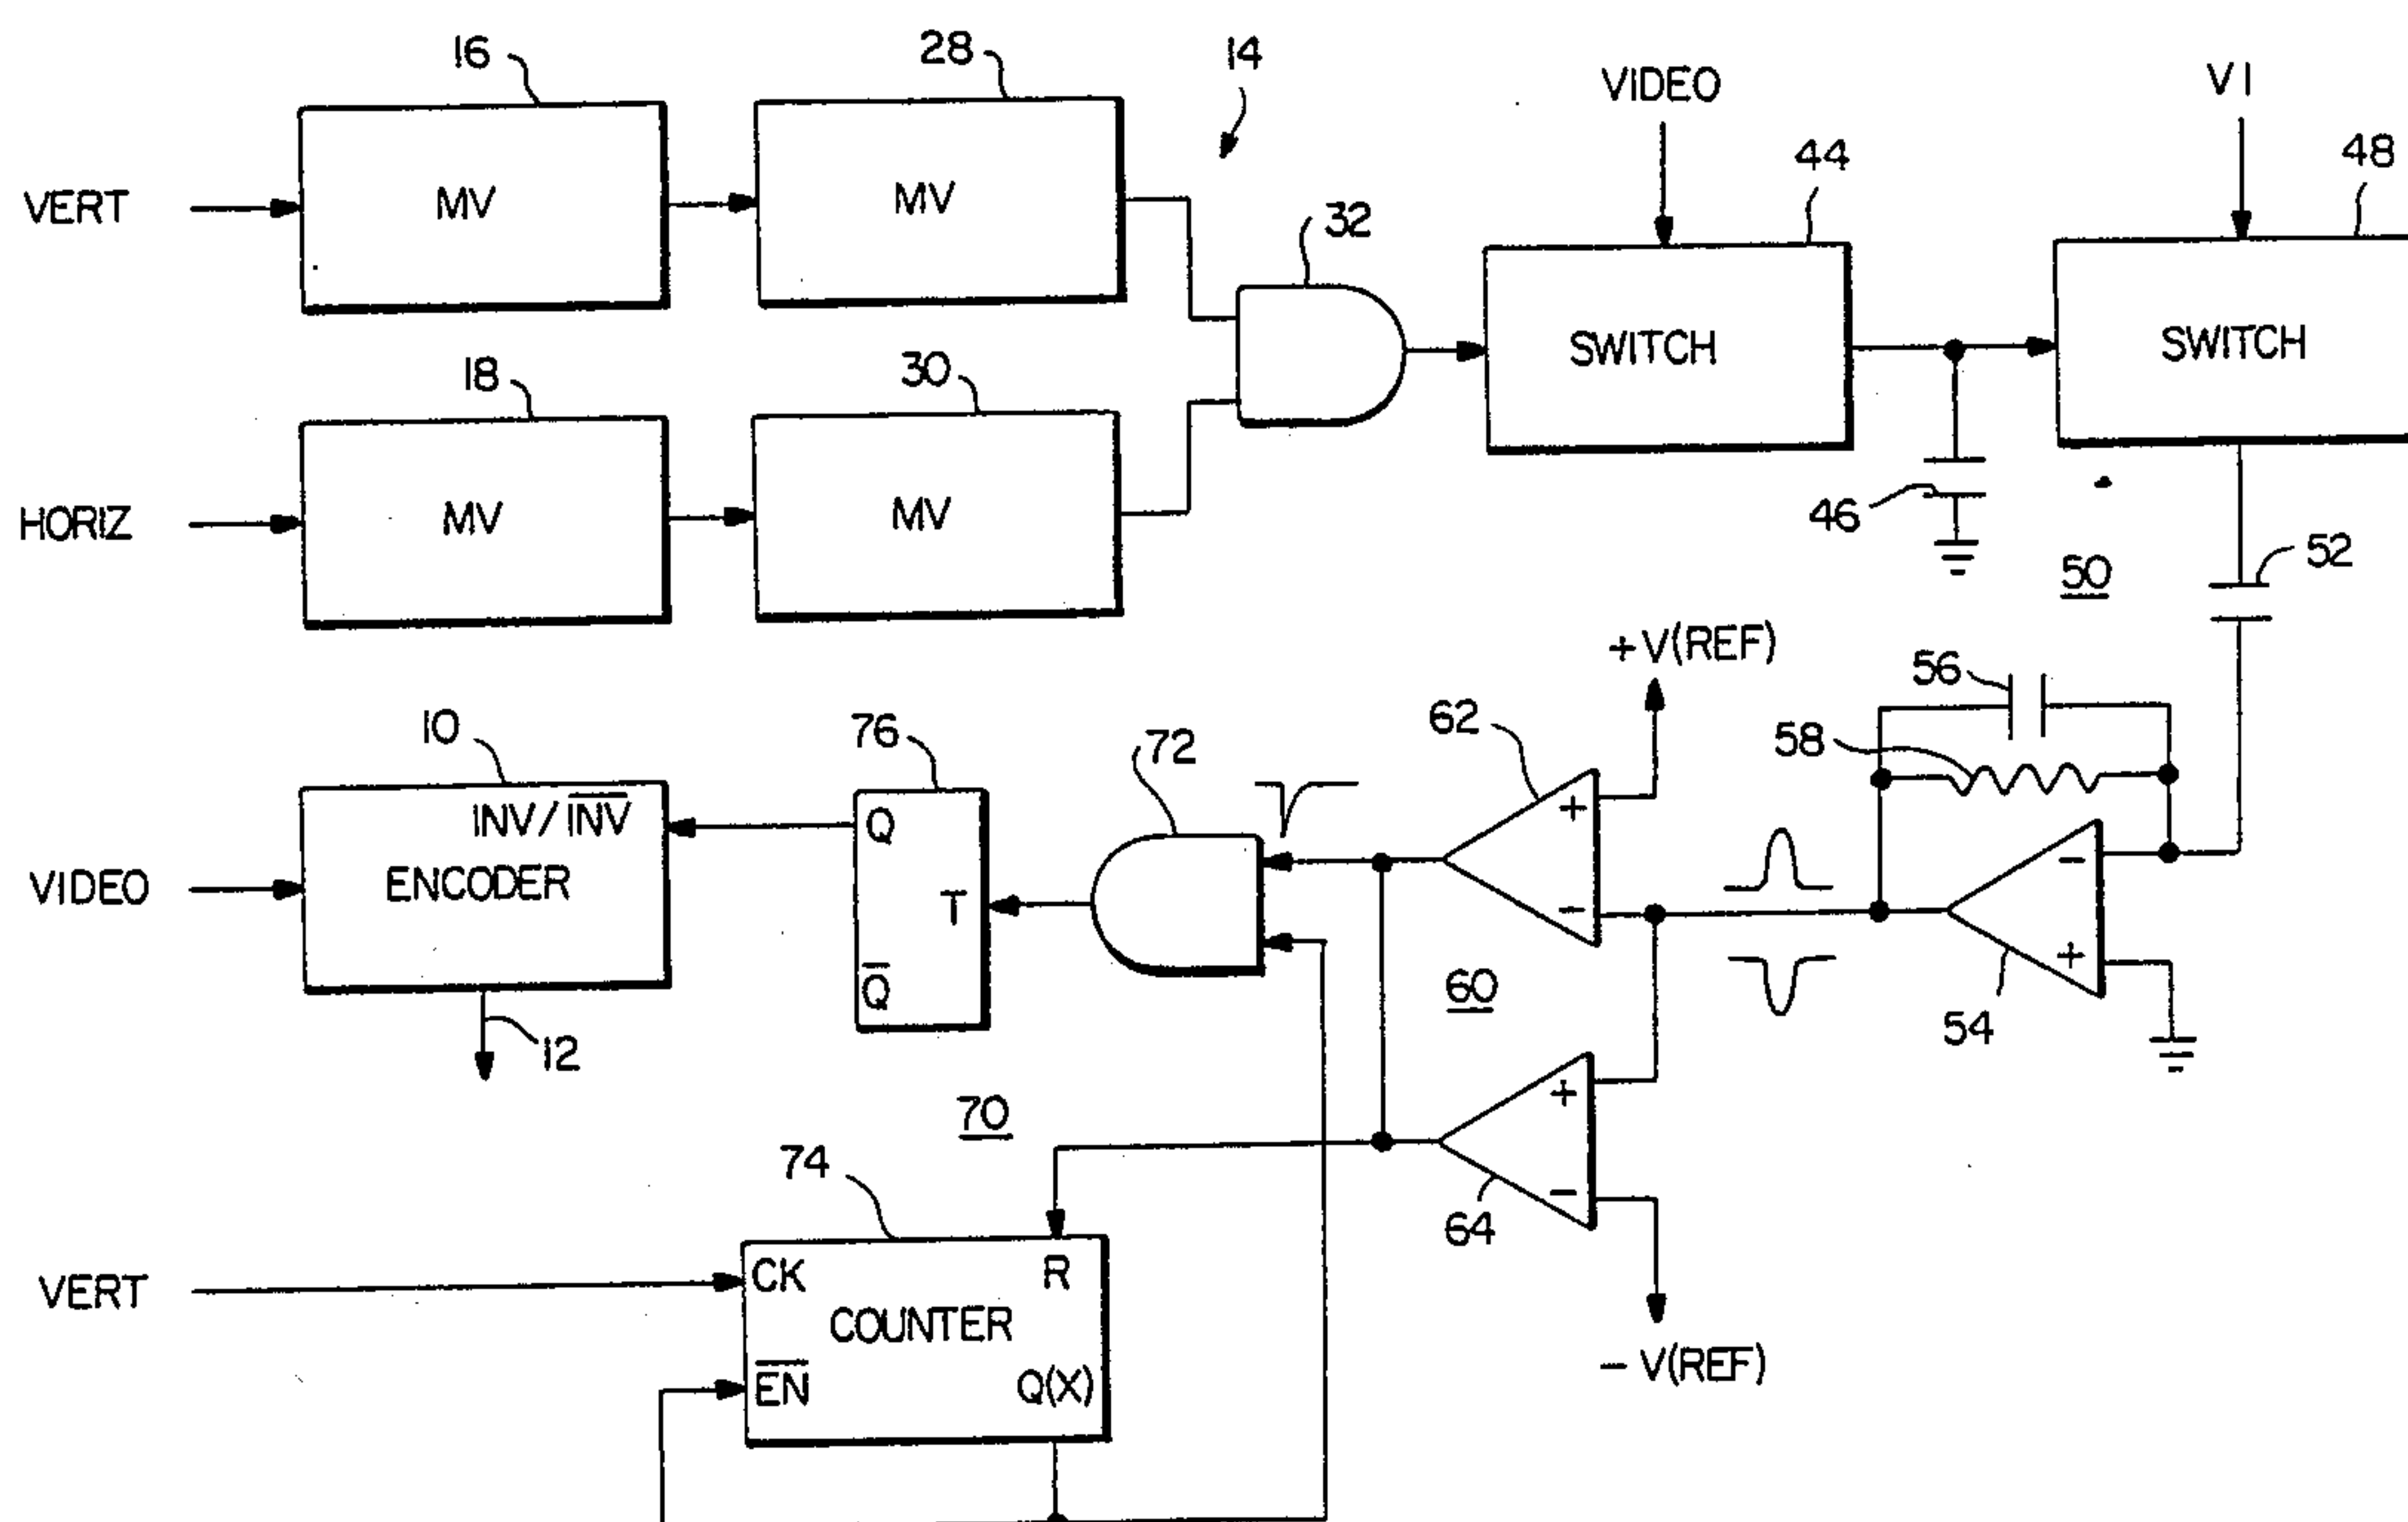 16
28
14
VIDEO
V I
44
48
VERT
MV
MV
32
SWITCH
SWITCH
18
30
HORIZ
MV
MV
46
50
52
+V(REF)
56
10
76
72
62
58
INV/INV
Q
+
-
VIDEO
ENCODER
T
-
+
Q
60
54
12
70
+
74
-
64
VERT
CK
R
COUNTER
EN
Q(X)
- V(REF)